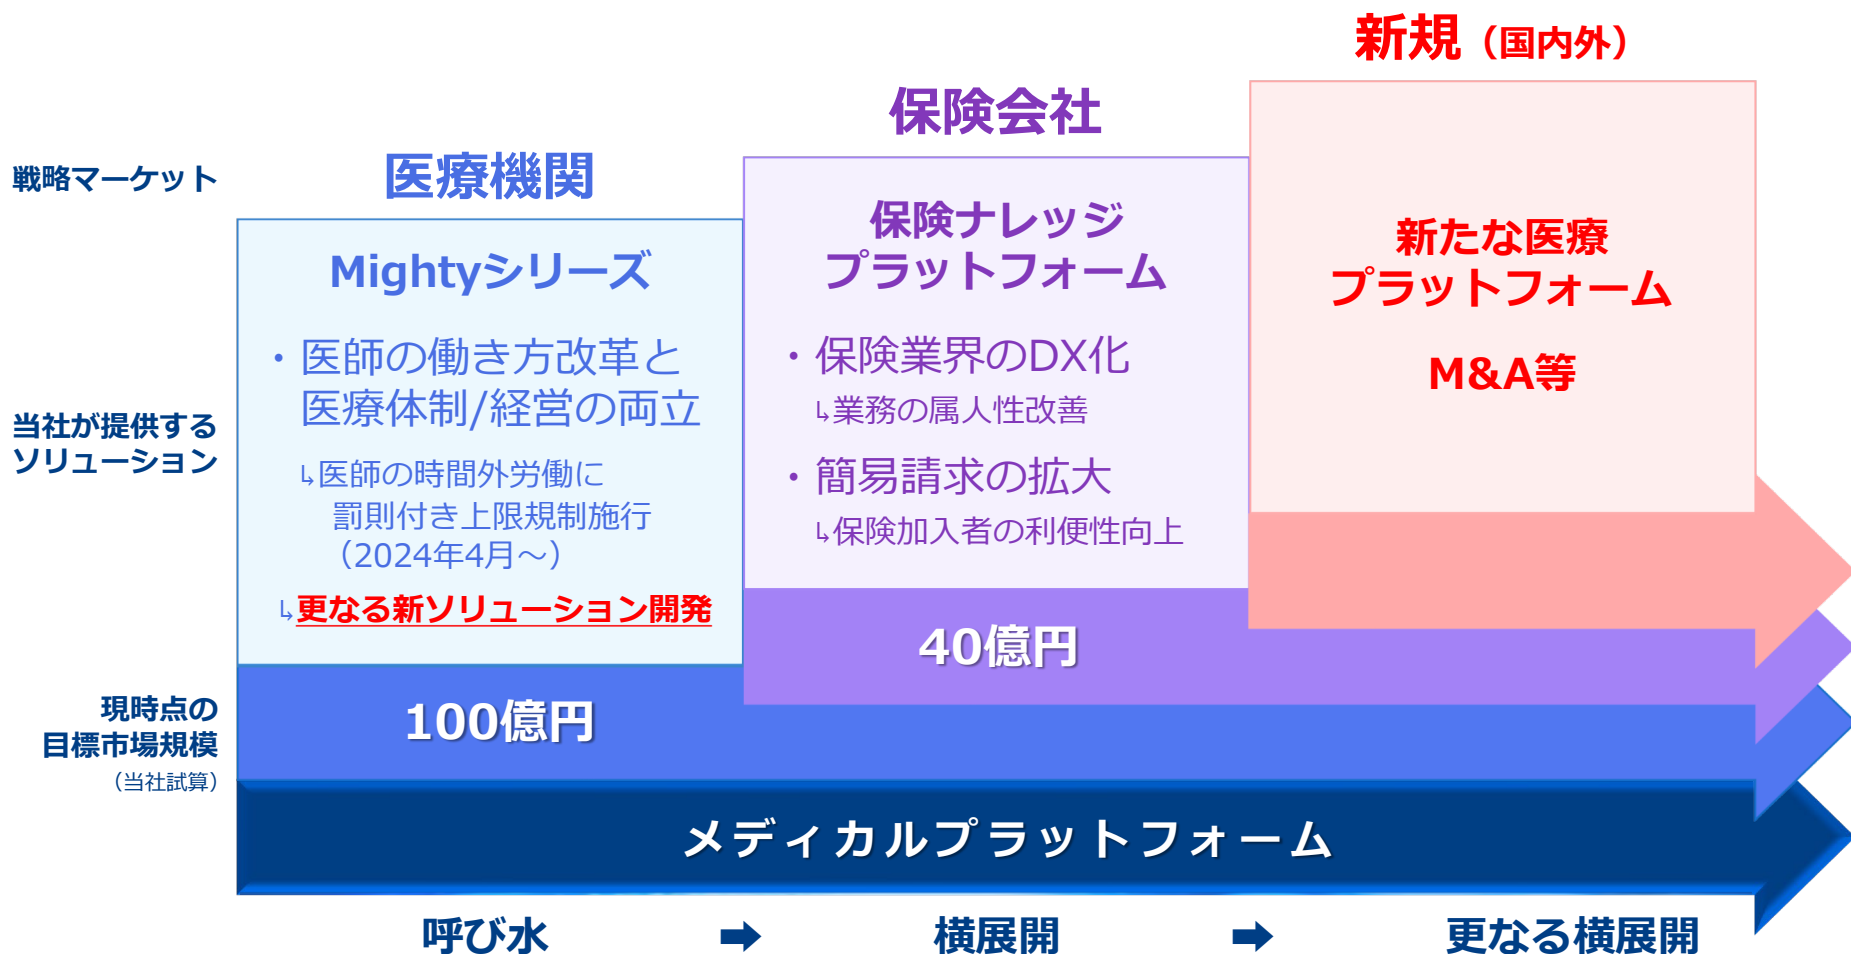 戦略マーケット
医療機関
保険会社
新規（国内外）
当社が提供する
ソリューション
Mightyシリーズ
・医師の働き方改革と
医療体制/経営の両立
↳医師の時間外労働に
罰則付き上限規制施行
（2024年4月～）
↳更なる新ソリューション開発
保険ナレッジ
プラットフォーム
・保険業界のDX化
↳業務の属人性改善
・簡易請求の拡大
↳保険加入者の利便性向上
新たな医療
プラットフォーム
M&A等
現時点の
目標市場規模
（当社試算）
100億円
40億円
メディカルプラットフォーム
呼び水 ➡ 横展開 ➡ 更なる横展開